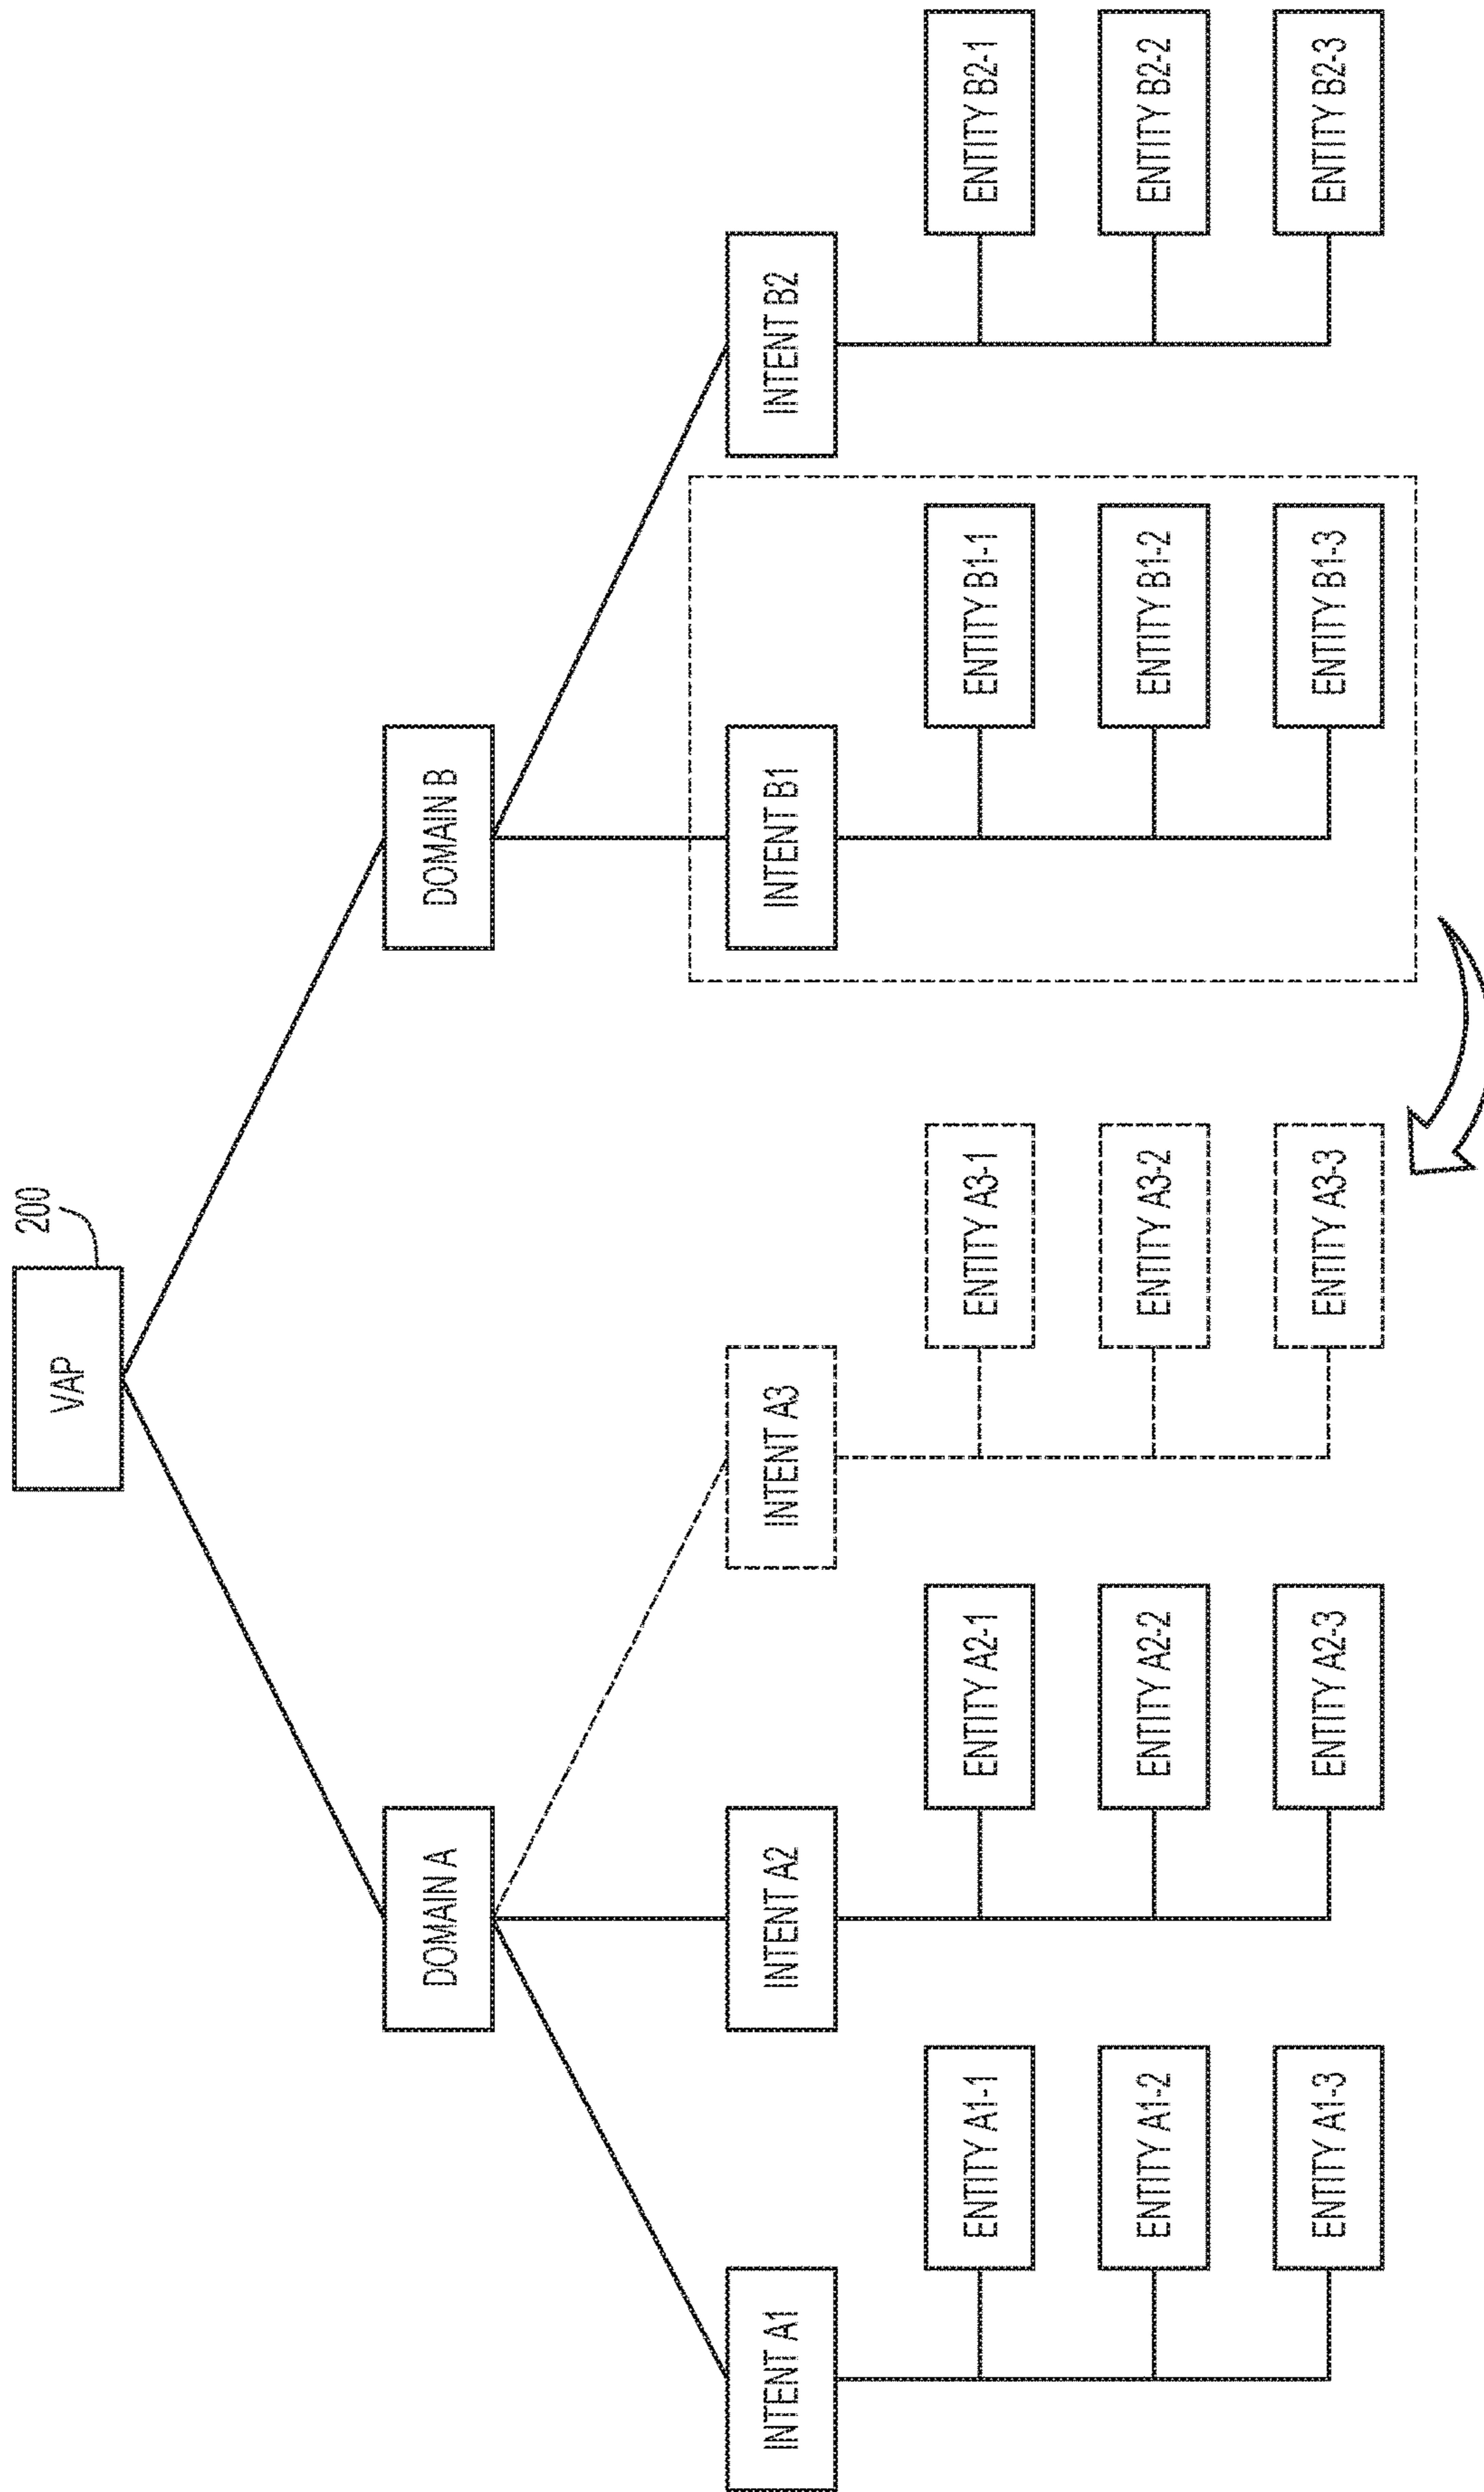 200
VAP
DOMAIN A
DOMAIN B
INTENT A1
INTENT A2
INTENT A3
INTENT B1
INTENT B2
ENTITY A1-1
ENTITY A2-1
ENTITY A3-1
ENTITY B1-1
ENTITY B2-1
ENTITY A1-2
ENTITY A2-2
ENTITY A3-2
ENTITY B1-2
ENTITY B2-2
ENTITY A1-3
ENTITY A2-3
ENTITY A3-3
ENTITY B1-3
ENTITY B2-3